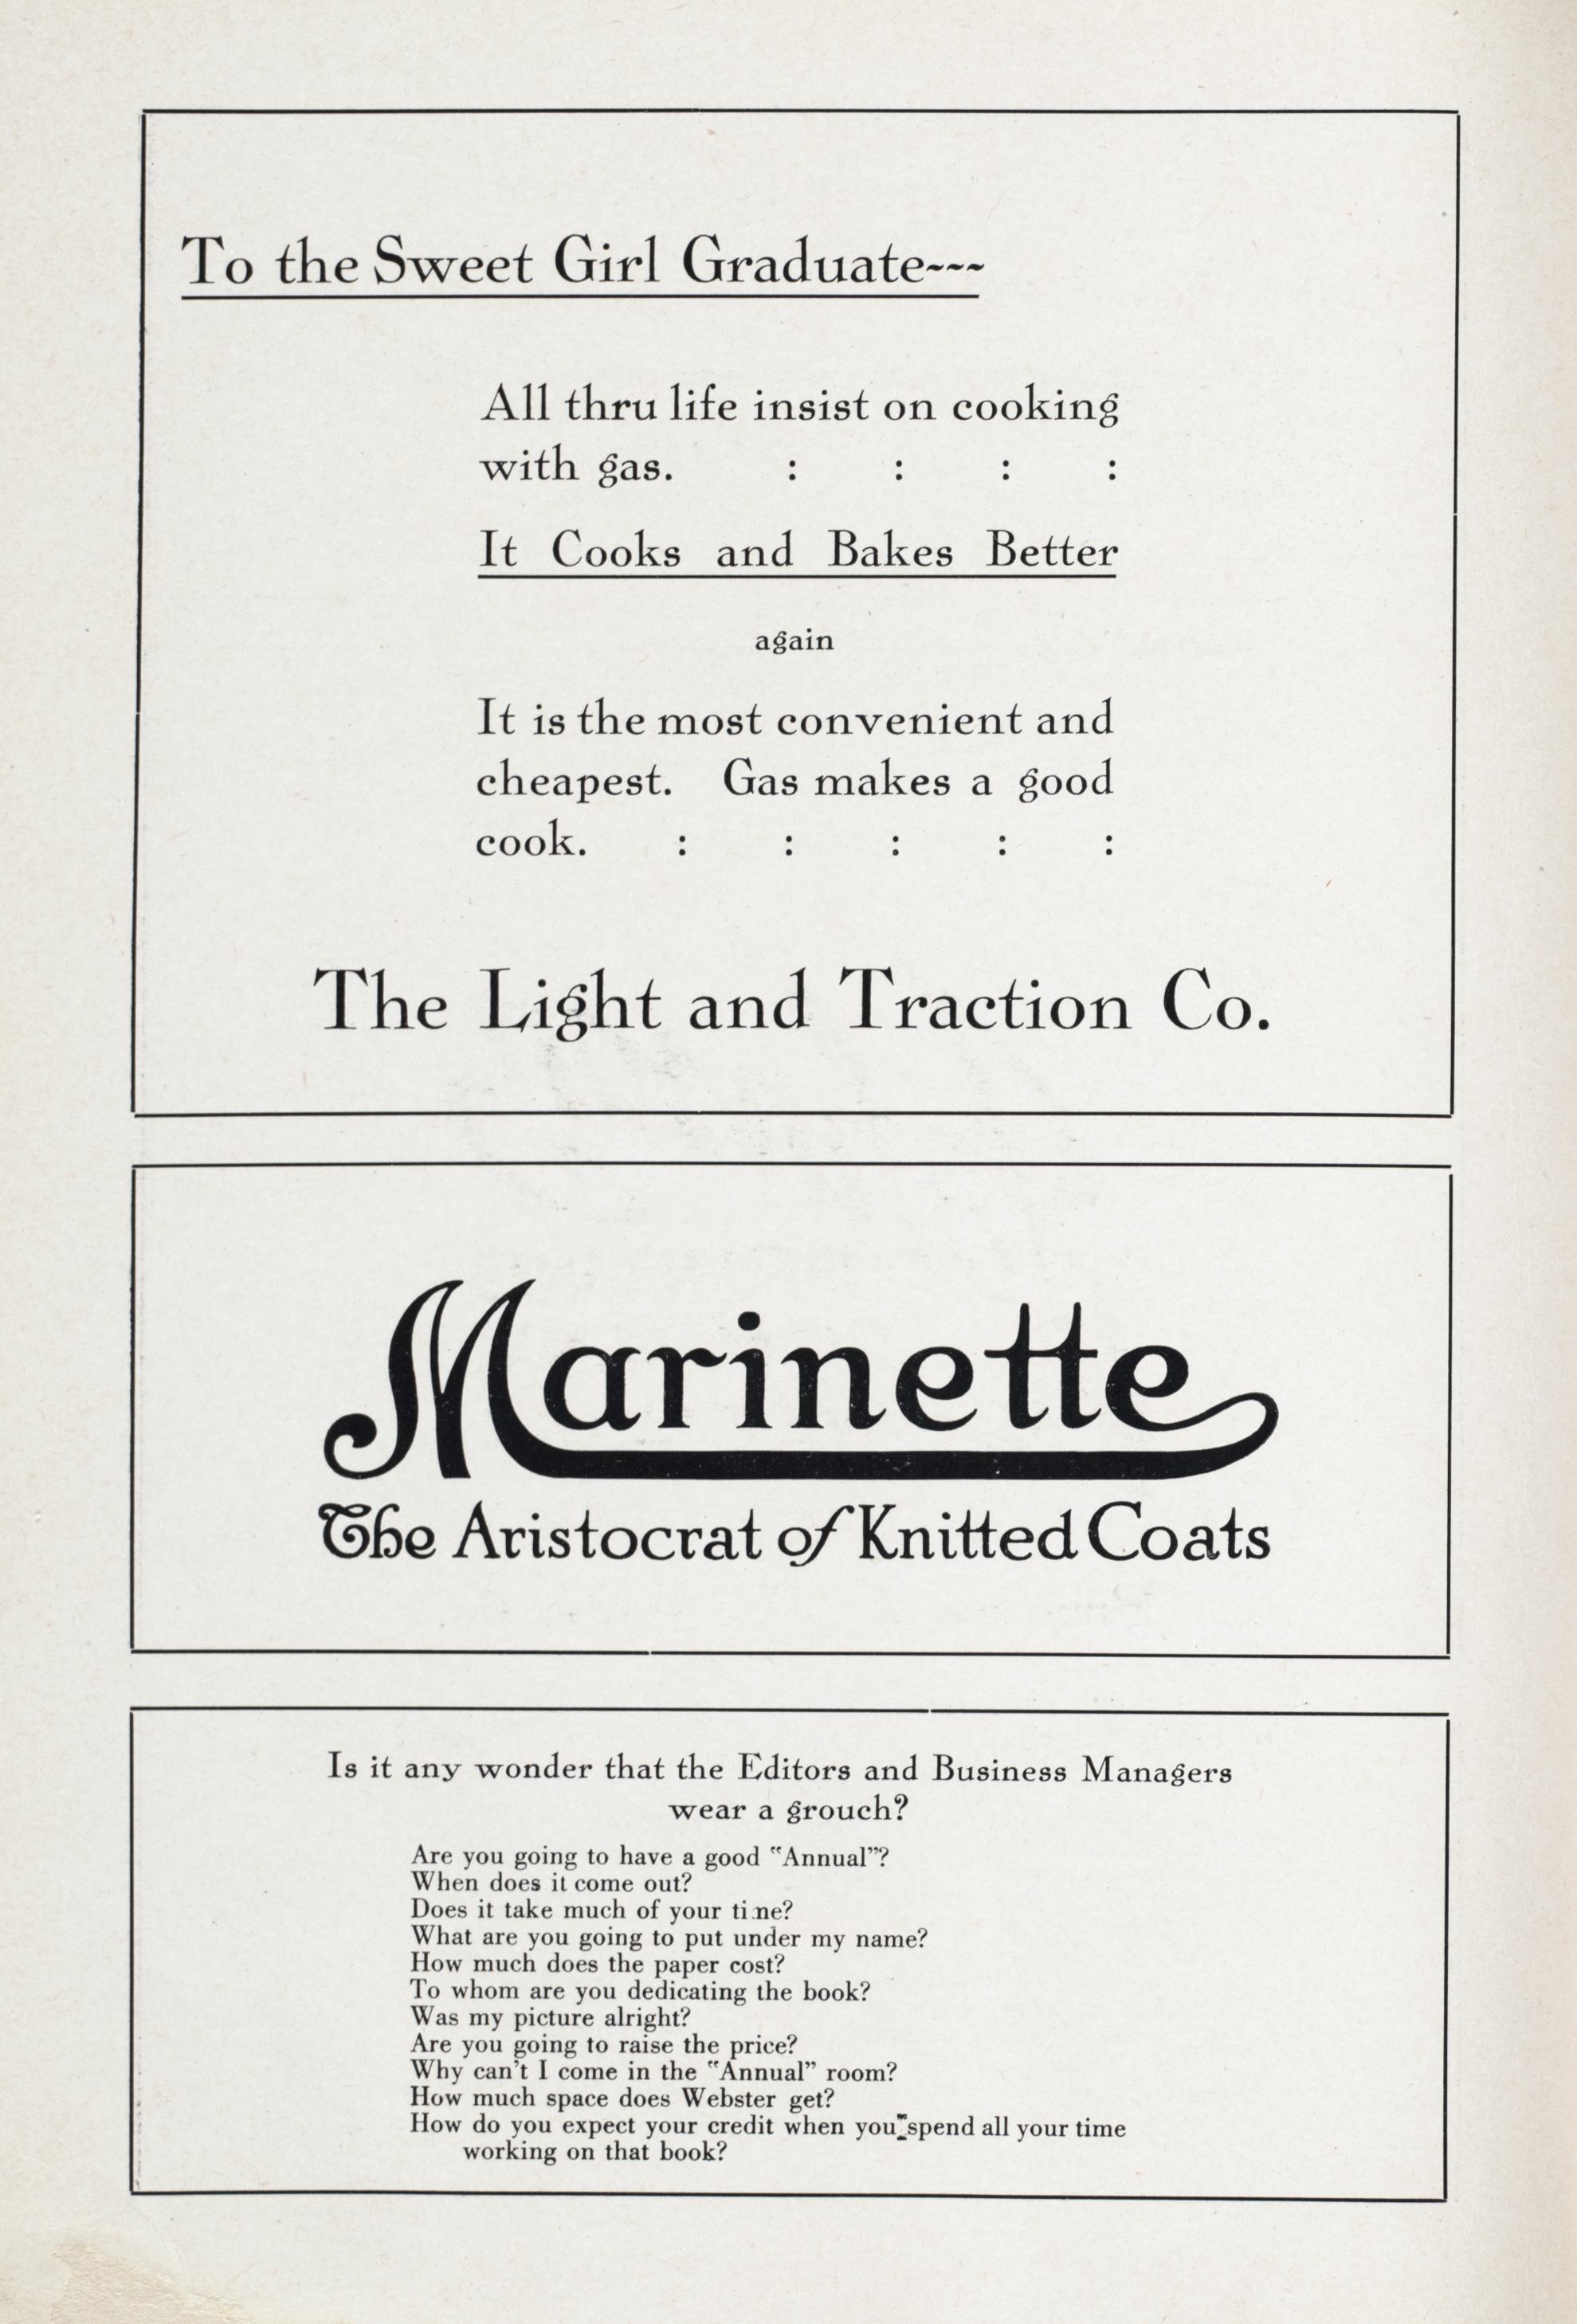 To the Sweet Girl Graduate---
All thru life insist on cooking
with gas. : : : :
It Cooks and Bakes Better
again
It is the most convenient and
cheapest. Gas makes a good
cook. : : : : :
The Light and Traction Co.
Marinette
The Aristocrat of Knitted Coats
Is it any wonder that the Editors and Business Managers
wear a grouch?
Are you going to have a good "Annual"?
When does it come out?
Does it take much of your time?
What are you going to put under my name?
How much does the paper cost?
To whom are you dedicating the book?
Was my picture alright?
Are you going to raise the price?
Why can't I come in the "Annual" room?
How much space does Webster get?
How do you expect your credit when you spend all your time
working on that book?